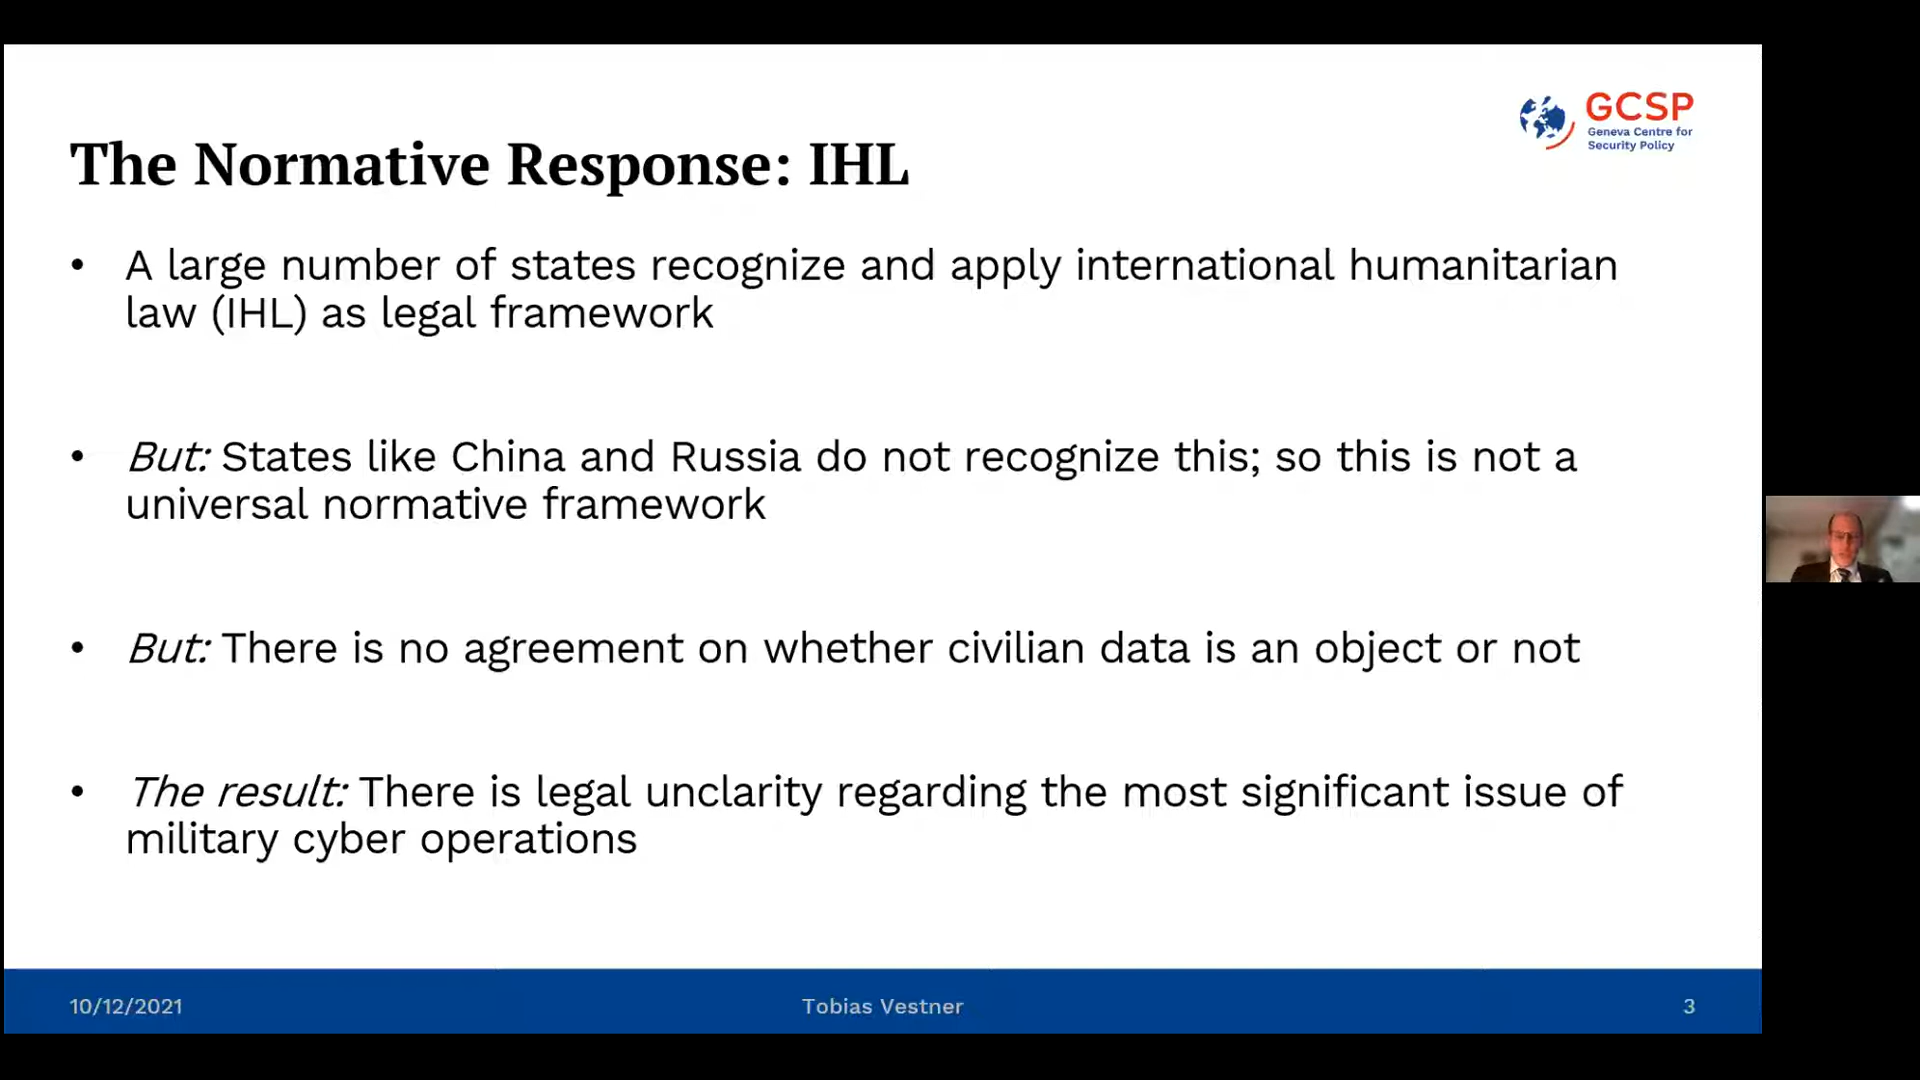 GCSP
Geneva Centre for
Security Policy
The Normative Response: IHL
• A large number of states recognize and apply international humanitarian
law (IHL) as legal framework
• But: States like China and Russia do not recognize this; so this is not a
universal normative framework
• But: There is no agreement on whether civilian data is an object or not
• The result: There is legal unclarity regarding the most significant issue of
military cyber operations
10/12/2021
Tobias Vestner
3